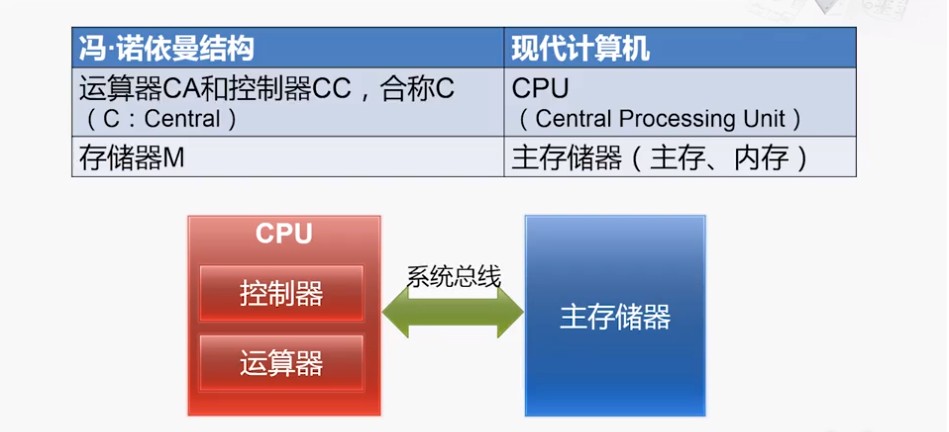 冯·诺依曼结构
现代计算机
运算器CA和控制器CC，合称C
（C：Central）
CPU
（Central Processing Unit）
存储器M
主存储器（主存、内存）
CPU
控制器
运算器
系统总线
主存储器